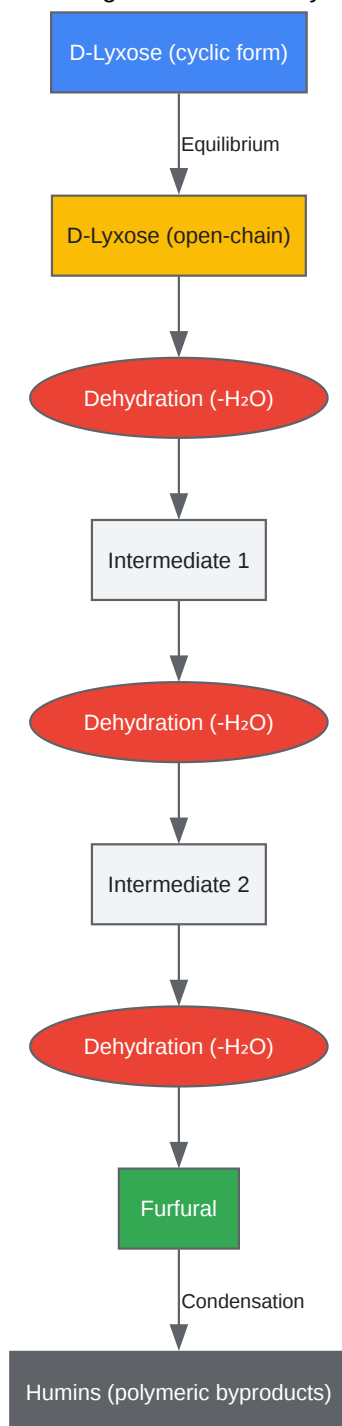 D-Lyxose (cyclic form)
Equilibrium
D-Lyxose (open-chain)
Dehydration (-H₂O)
Intermediate 1
Dehydration (-H₂O)
Intermediate 2
Dehydration (-H₂O)
Furfural
Condensation
Humins (polymeric byproducts)